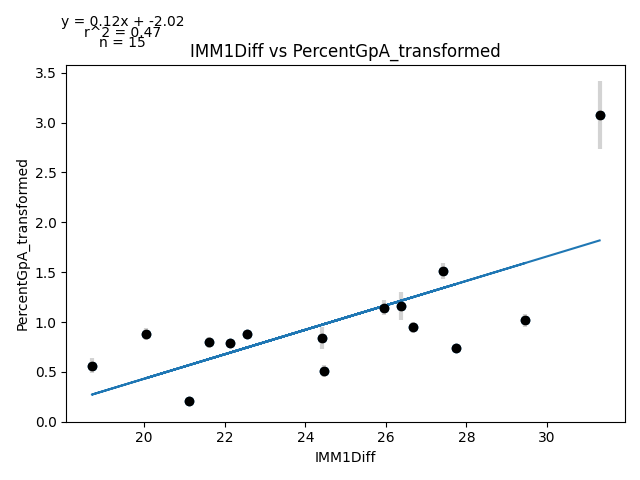 y = 0.12x + -2.02
r^2 = 0.47
n = 15
IMM1Diff vs PercentGpA_transformed
3.5
3.0
2.5
2.0
1.5
1.0
0.5
0.0
PercentGpA_transformed
20 22 24 26 28 30
IMM1Diff